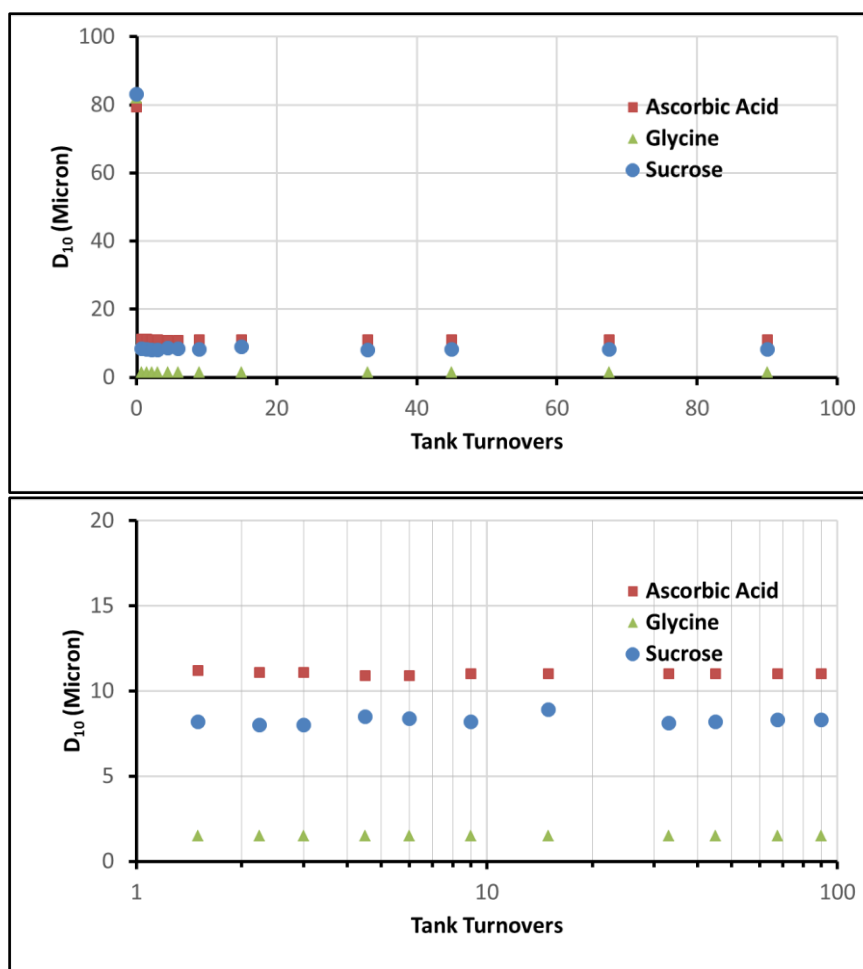 100
80
60
40
20
0
D10 (Micron)
Ascorbic Acid
Glycine
Sucrose
0 20 40 60 80 100
Tank Turnovers
20
15
10
5
0
D10 (Micron)
Ascorbic Acid
Glycine
Sucrose
1 10 100
Tank Turnovers